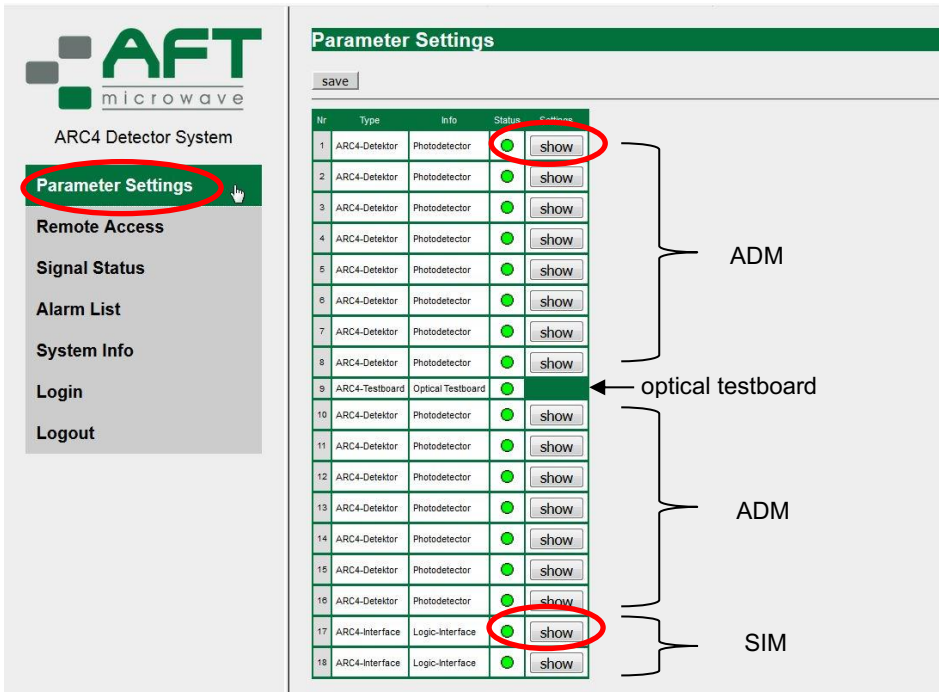 AFT
microwave
ARC4 Detector System
Parameter Settings
Remote Access
Signal Status
Alarm List
System Info
Login
Logout
Parameter Settings
save
Nr Type Info Status Settings
1 ARC4-Detektor Photodetector show
2 ARC4-Detektor Photodetector show
3 ARC4-Detektor Photodetector show
4 ARC4-Detektor Photodetector show
5 ARC4-Detektor Photodetector show
6 ARC4-Detektor Photodetector show
7 ARC4-Detektor Photodetector show
8 ARC4-Detektor Photodetector show
9 ARC4-Testboard Optical Testboard
10 ARC4-Detektor Photodetector show
11 ARC4-Detektor Photodetector show
12 ARC4-Detektor Photodetector show
13 ARC4-Detektor Photodetector show
14 ARC4-Detektor Photodetector show
15 ARC4-Detektor Photodetector show
16 ARC4-Detektor Photodetector show
17 ARC4-Interface Logic-Interface show
18 ARC4-Interface Logic-Interface show
ADM
optical testboard
ADM
SIM